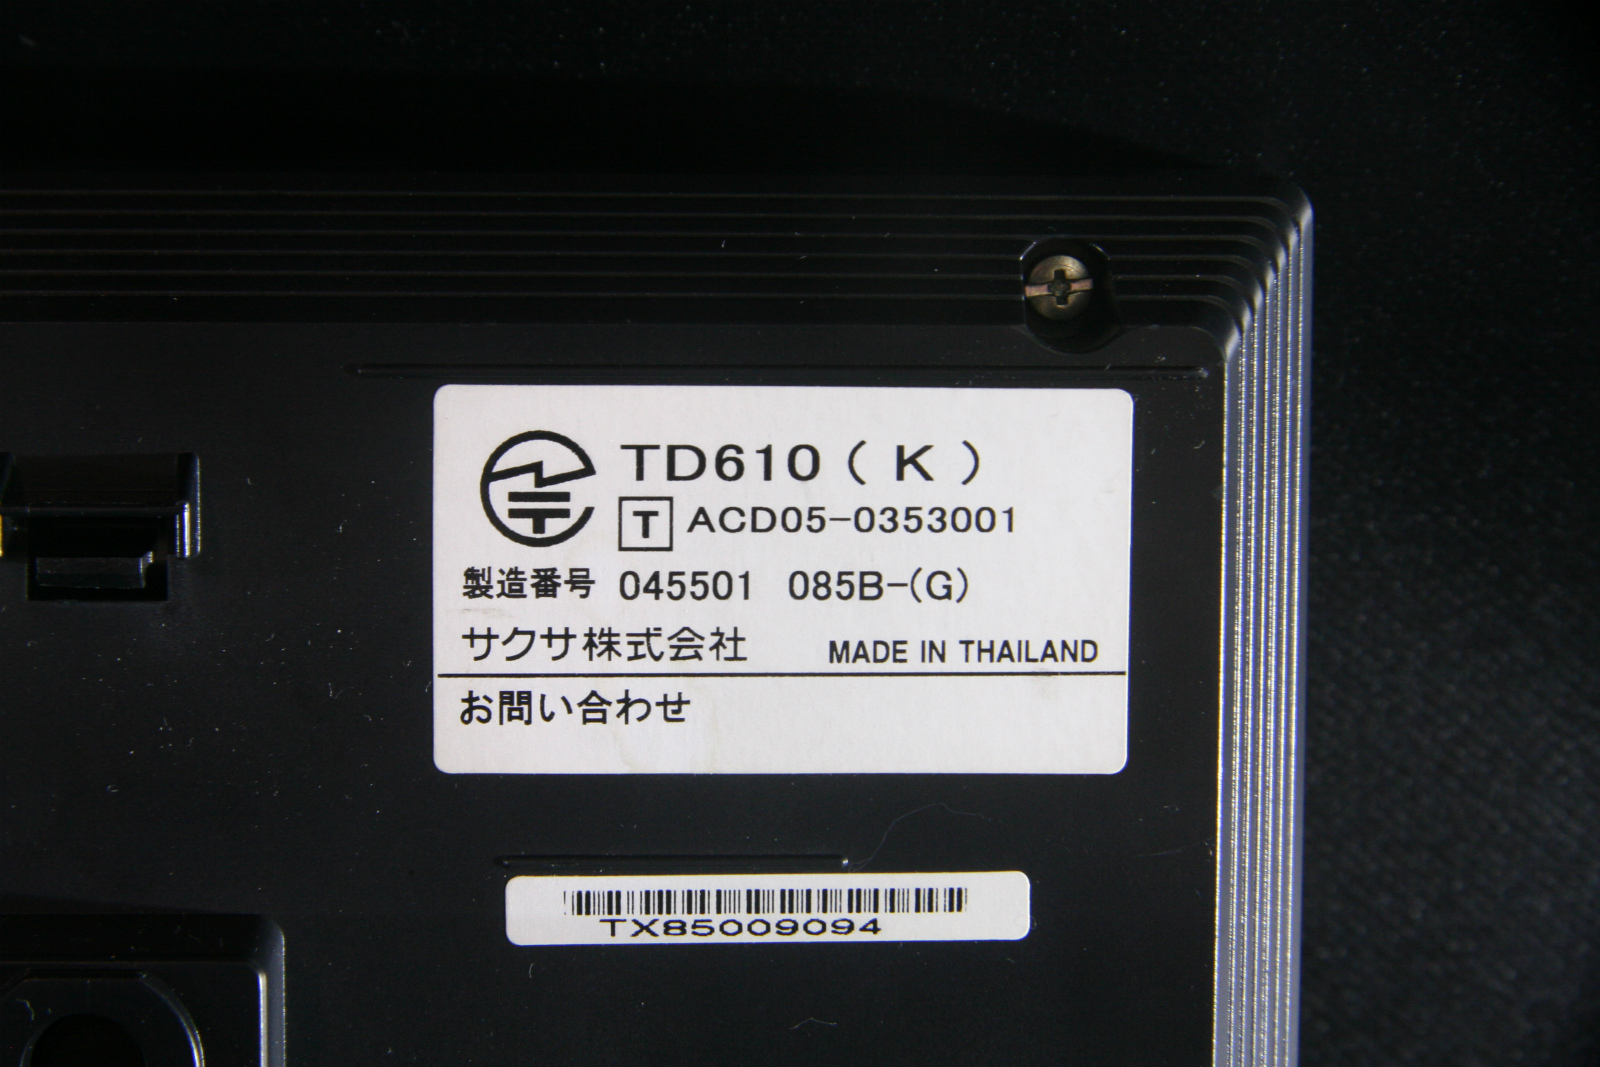 TD610 ( K )
T ACD05-0353001
製造番号 045501 085B-(G)
サクサ株式会社 MADE IN THAILAND
お問い合わせ
TX85009094